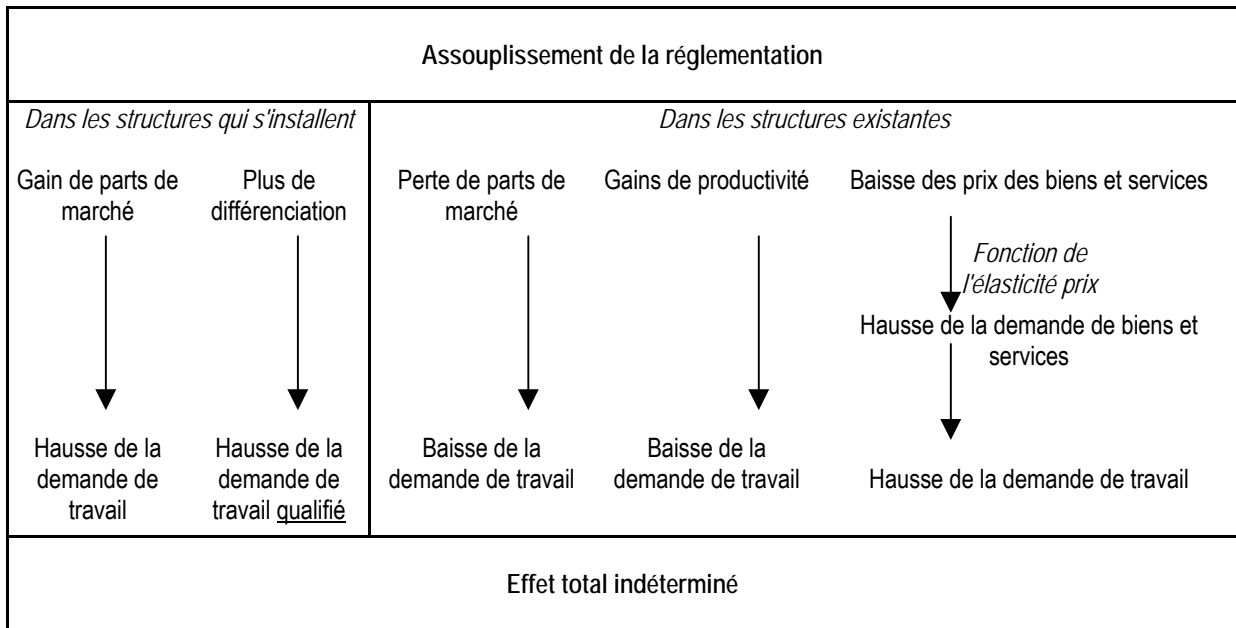 Assouplissement de la réglementation
Dans les structures qui s'installent
Dans les structures existantes
Gain de parts de
marché
Plus de
différenciation
Perte de parts de
marché
Gains de productivité
Baisse des prix des biens et services
Fonction de
l'élasticité prix
Hausse de la demande de biens et
services
Hausse de la
demande de
travail
Hausse de la
demande de
travail qualifié
Baisse de la
demande de travail
Baisse de la
demande de travail
Hausse de la demande de travail
Effet total indéterminé